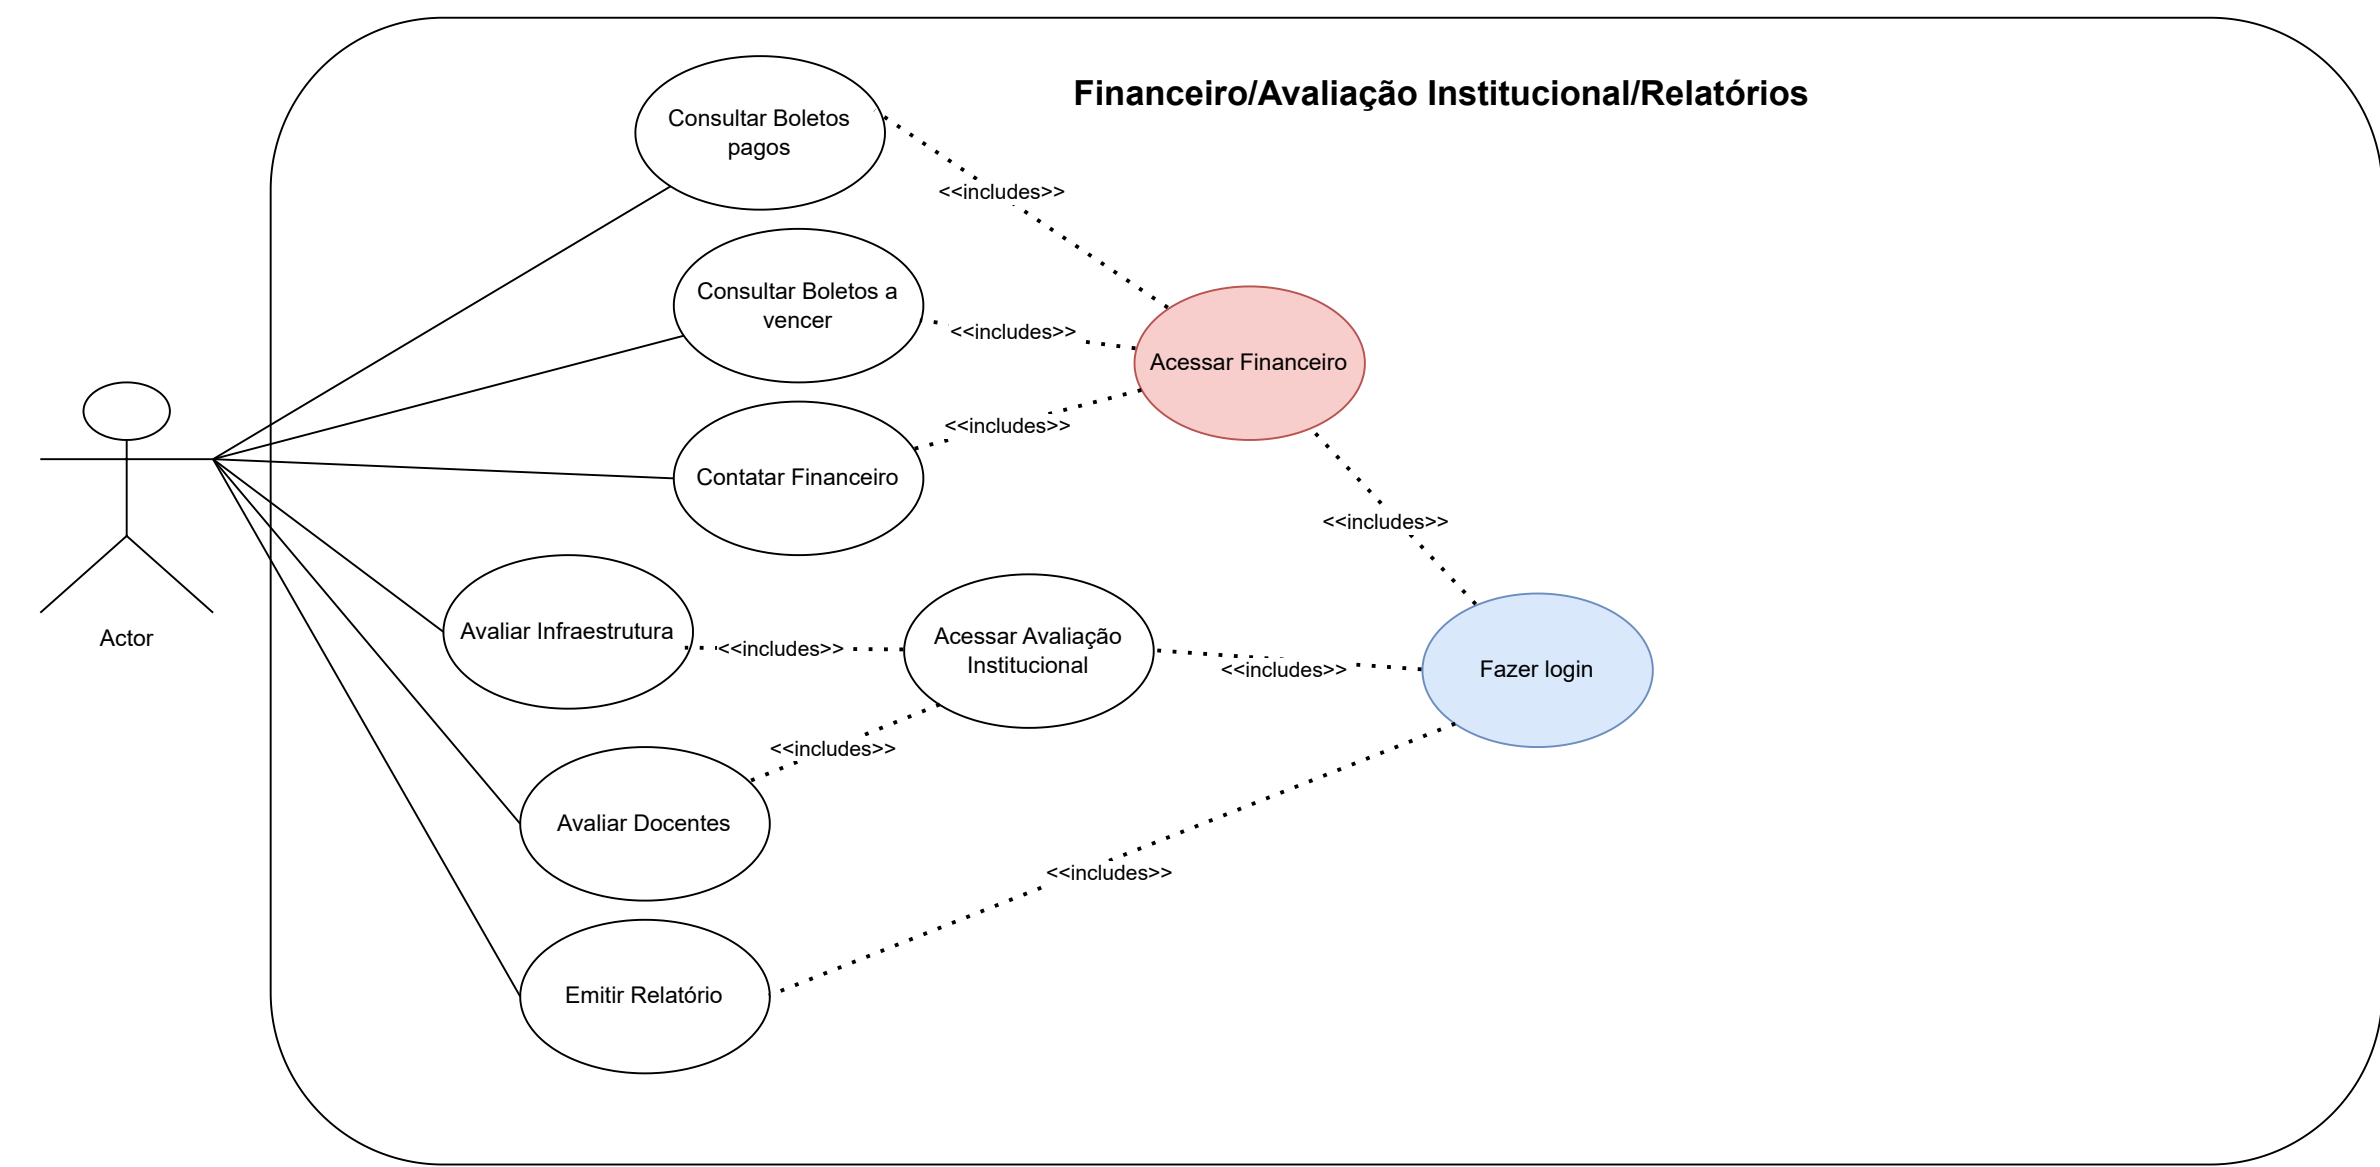 Financeiro/Avaliação Institucional/Relatórios
Consultar Boletos
pagos
<<includes>>
Consultar Boletos a
vencer
<<includes>>
Acessar Financeiro
<<includes>>
Contatar Financeiro
<<includes>>
Actor
Avaliar Infraestrutura
<<includes>>
Acessar Avaliação
Institucional
<<includes>>
Fazer login
<<includes>>
Avaliar Docentes
<<includes>>
Emitir Relatório